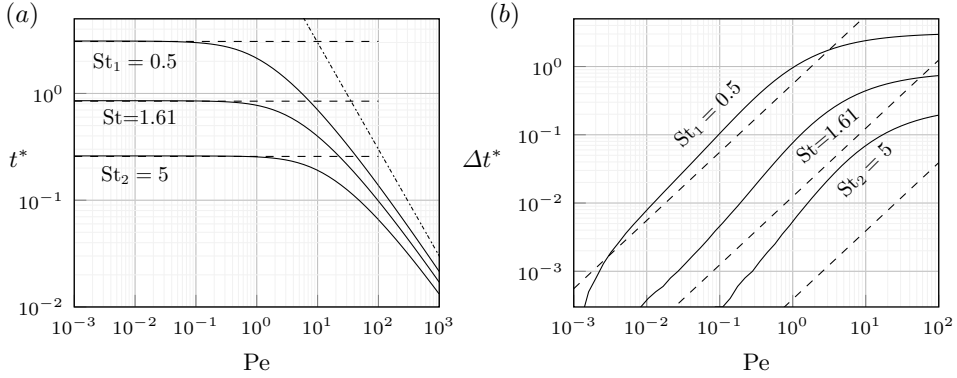 (a)
10^0
10^{-1}
10^{-2}
t*
St₁ = 0.5
St=1.61
St₂ = 5
10^{-3} 10^{-2} 10^{-1} 10^0 10^1 10^2 10^3
Pe
(b)
10^0
10^{-1}
10^{-2}
10^{-3}
Δt*
St₁ = 0.5
St=1.61
St₂ = 5
10^{-3} 10^{-2} 10^{-1} 10^0 10^1 10^2
Pe